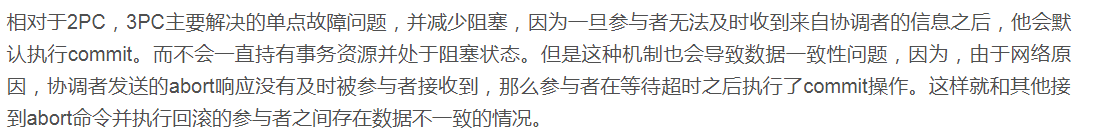 相对于2PC，3PC主要解决的单点故障问题，并减少阻塞，因为一旦参与者无法及时收到来自协调者的信息之后，他会默
认执行commit。而不会一直持有事务资源并处于阻塞状态。但是这种机制也会导致数据一致性问题，因为，由于网络原
因，协调者发送的abort响应没有及时被参与者接收到，那么参与者在等待超时之后执行了commit操作。这样就和其他接
到abort命令并执行回滚的参与者之间存在数据不一致的情况。